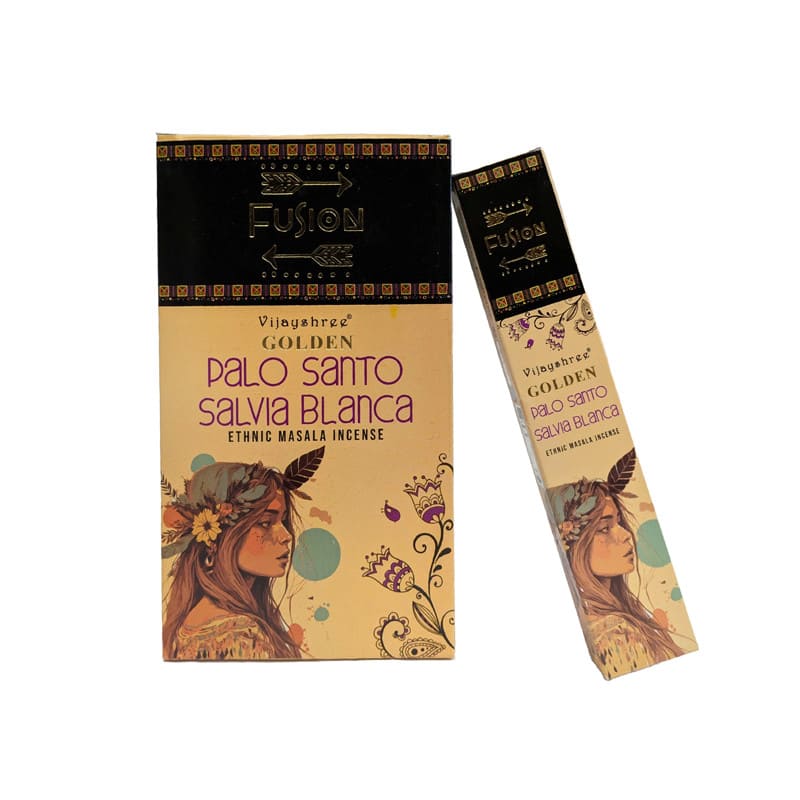 FUSION
Vijayshree®
GOLDEN
PALO SANTO
SALVIA BLANCA
ETHNIC MASALA INCENSE
FUSION
Vijayshree®
GOLDEN
PALO SANTO
SALVIA BLANCA
ETHNIC MASALA INCENSE